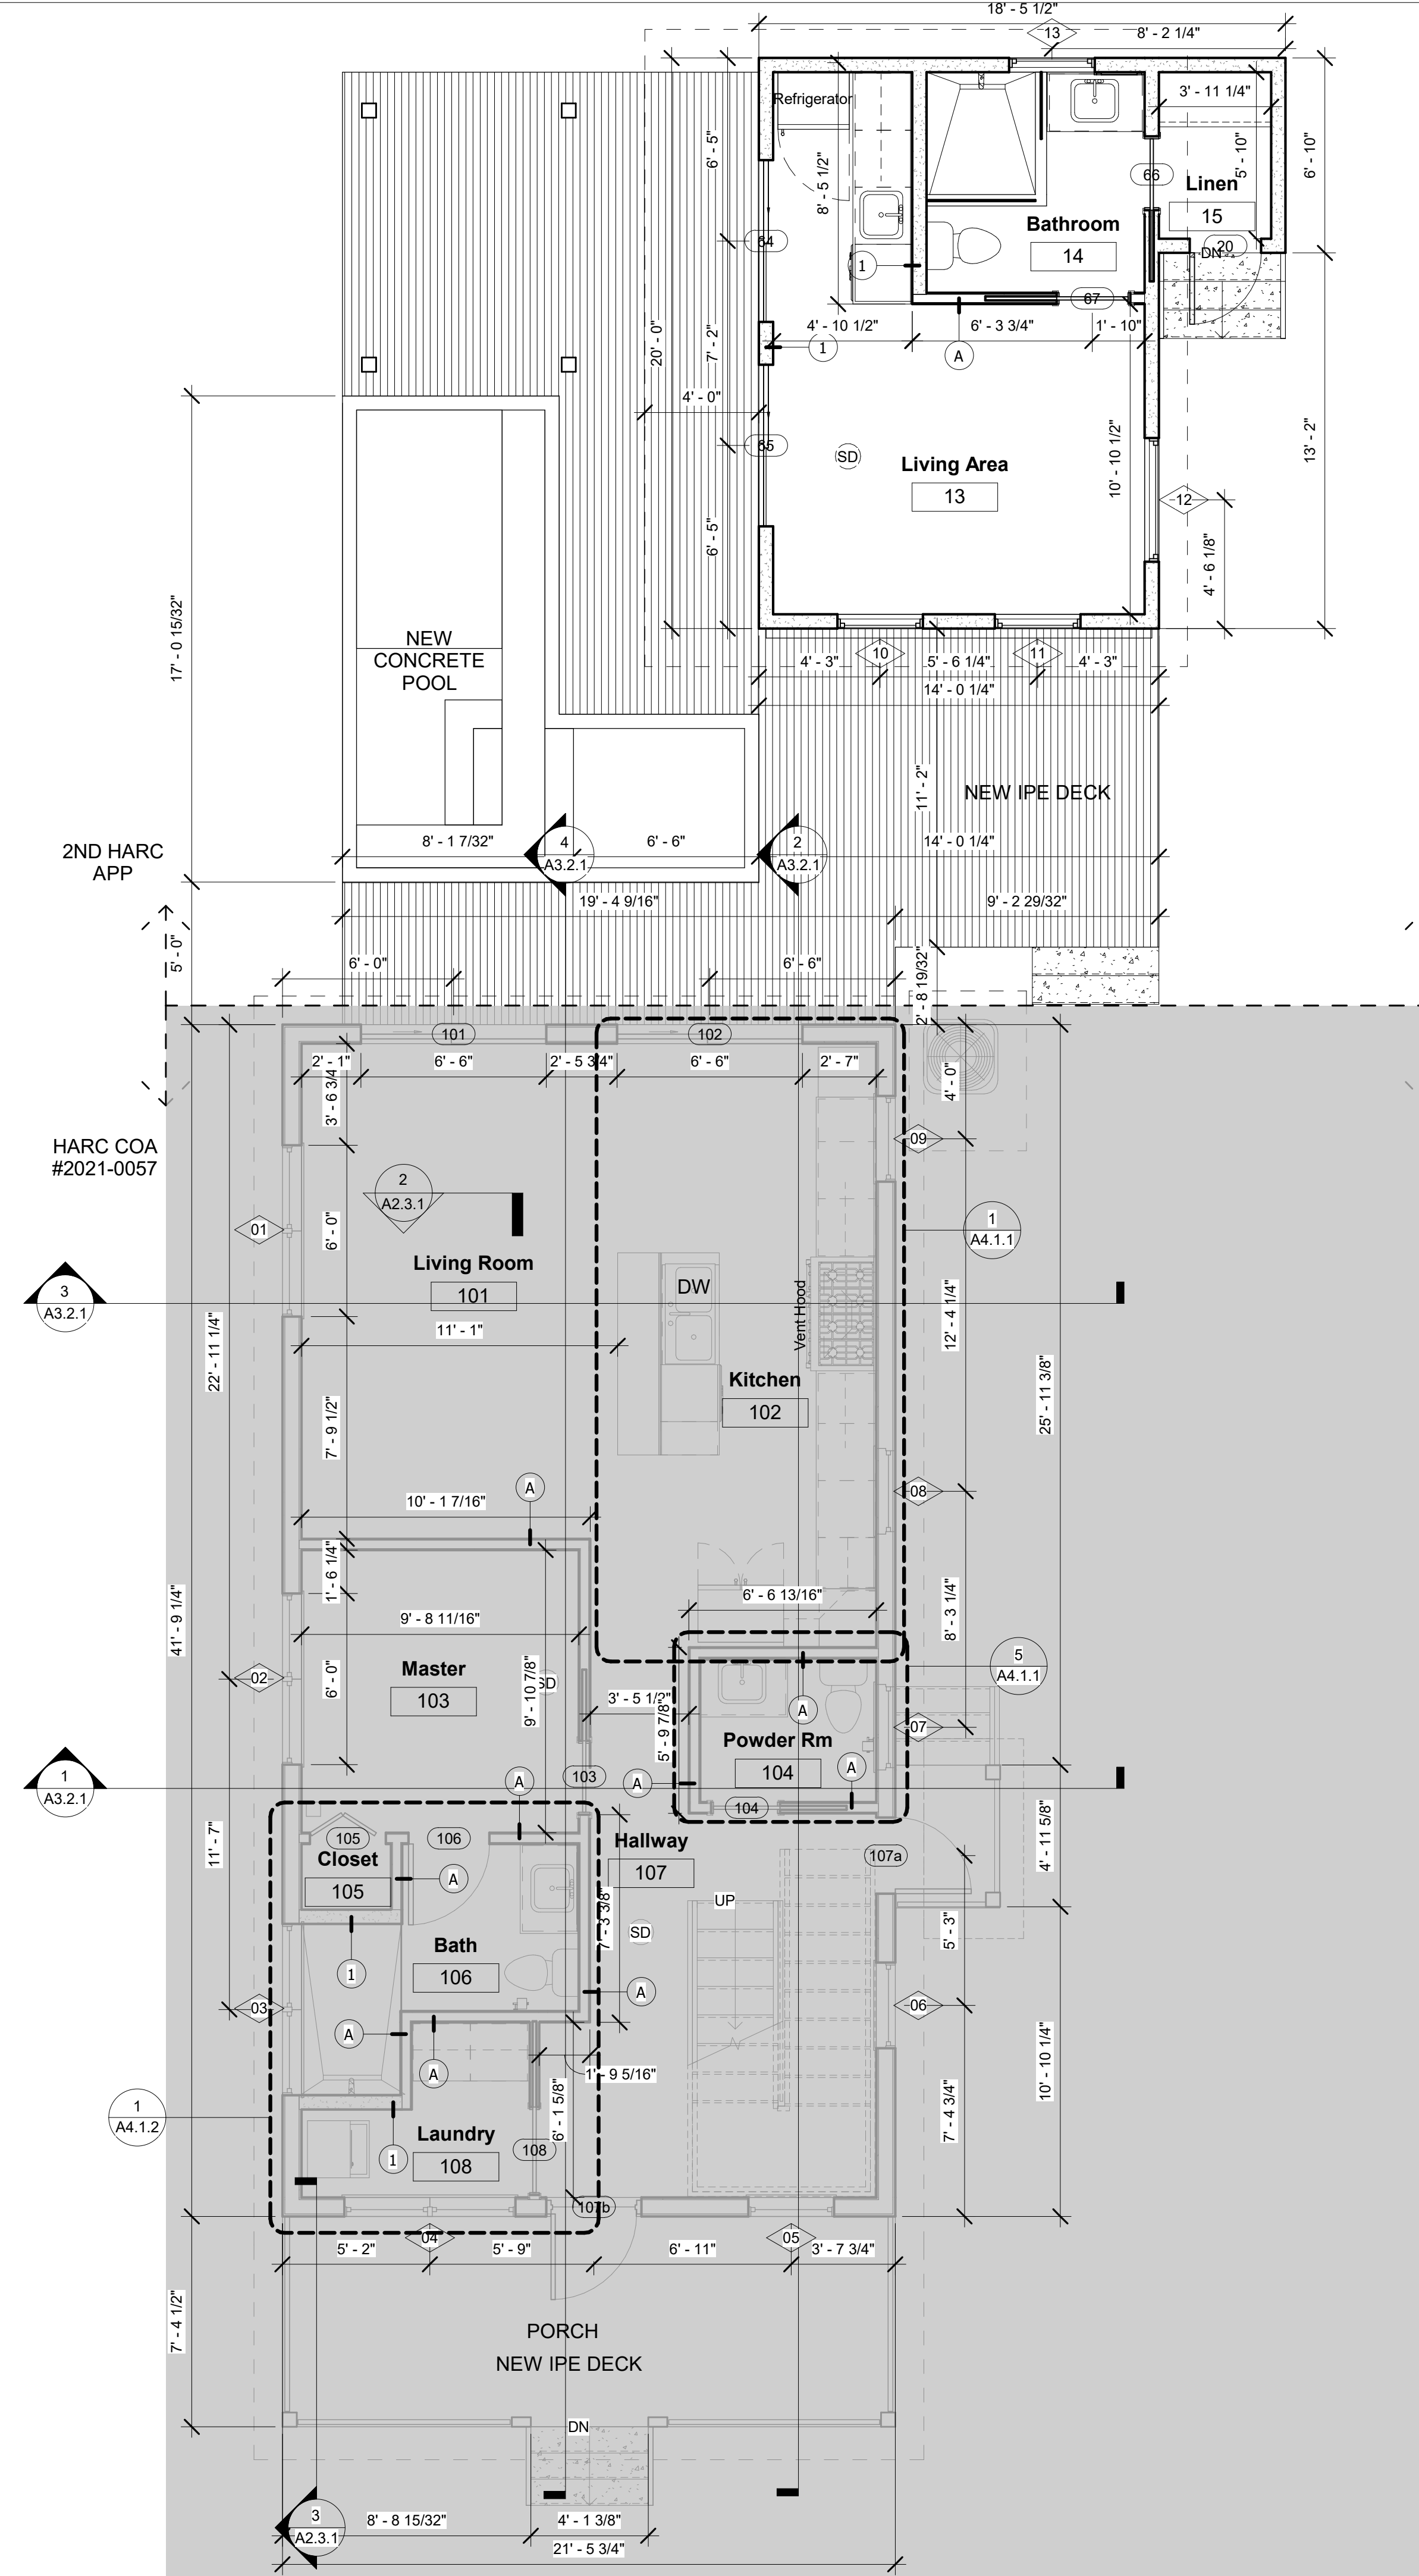 18' - 5 1/2"
13
8' - 2 1/4"
Refrigerator
3' - 11 1/4"
6' - 5"
8' - 5 1/2"
5' - 10"
6' - 10"
66
Linen
15
Bathroom
14
64
20
DN
1
67
4' - 10 1/2"
6' - 3 3/4"
1' - 10"
20' - 0"
7' - 2"
1
A
4' - 0"
65
SD
Living Area
13
10' - 10 1/2"
13' - 2"
12
6' - 5"
4' - 6 1/8"
17' - 0 15/32"
NEW
CONCRETE
POOL
4' - 3"
10
5' - 6 1/4"
11
4' - 3"
14' - 0 1/4"
11' - 2"
NEW IPE DECK
2ND HARC
APP
8' - 1 7/32"
4
A3.2.1
6' - 6"
2
A3.2.1
14' - 0 1/4"
19' - 4 9/16"
9' - 2 29/32"
5' - 0"
6' - 0"
6' - 6"
2' - 8 19/32"
101
102
2' - 1"
6' - 6"
2' - 5 3/4"
6' - 6"
2' - 7"
3' - 6 3/4"
4' - 0"
HARC COA
#2021-0057
09
2
A2.3.1
01
6' - 0"
1
A4.1.1
Living Room
101
DW
Vent Hood
3
A3.2.1
12' - 4 1/4"
22' - 11 1/4"
11' - 1"
Kitchen
102
25' - 11 3/8"
7' - 9 1/2"
A
08
10' - 1 7/16"
1' - 6 1/4"
41' - 9 1/4"
6' - 6 13/16"
8' - 3 1/4"
9' - 8 11/16"
Master
103
02
6' - 0"
9' - 10 7/8"
SD
3' - 5 1/2"
5' - 9 7/8"
A
5
A4.1.1
07
Powder Rm
104
1
A3.2.1
A
103
A
A
104
105
106
Hallway
107
107a
Closet
105
A
11' - 7"
4' - 11 5/8"
UP
7' - 3 3/8"
SD
5' - 3"
Bath
106
1
A
03
06
A
A
1' - 9 5/16"
10' - 10 1/4"
1
A4.1.2
6' - 1 5/8"
7' - 4 3/4"
Laundry
108
108
1
107b
04
05
5' - 2"
5' - 9"
6' - 11"
3' - 7 3/4"
7' - 4 1/2"
PORCH
NEW IPE DECK
DN
3
A2.3.1
8' - 8 15/32"
4' - 1 3/8"
21' - 5 3/4"